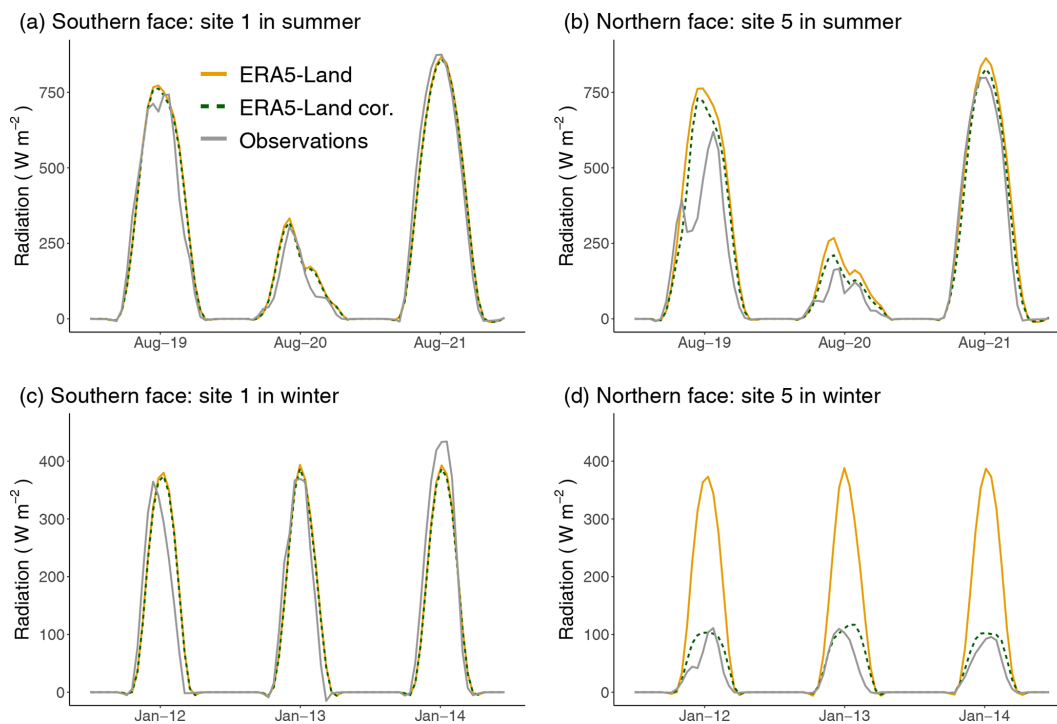 (a) Southern face: site 1 in summer
Radiation ( W m⁻²)
750
500
250
0
ERA5-Land
ERA5-Land cor.
Observations
Aug–19 Aug–20 Aug–21
(b) Northern face: site 5 in summer
Radiation ( W m⁻²)
750
500
250
0
Aug–19 Aug–20 Aug–21
(c) Southern face: site 1 in winter
Radiation ( W m⁻²)
400
300
200
100
0
Jan–12 Jan–13 Jan–14
(d) Northern face: site 5 in winter
Radiation ( W m⁻²)
400
300
200
100
0
Jan–12 Jan–13 Jan–14